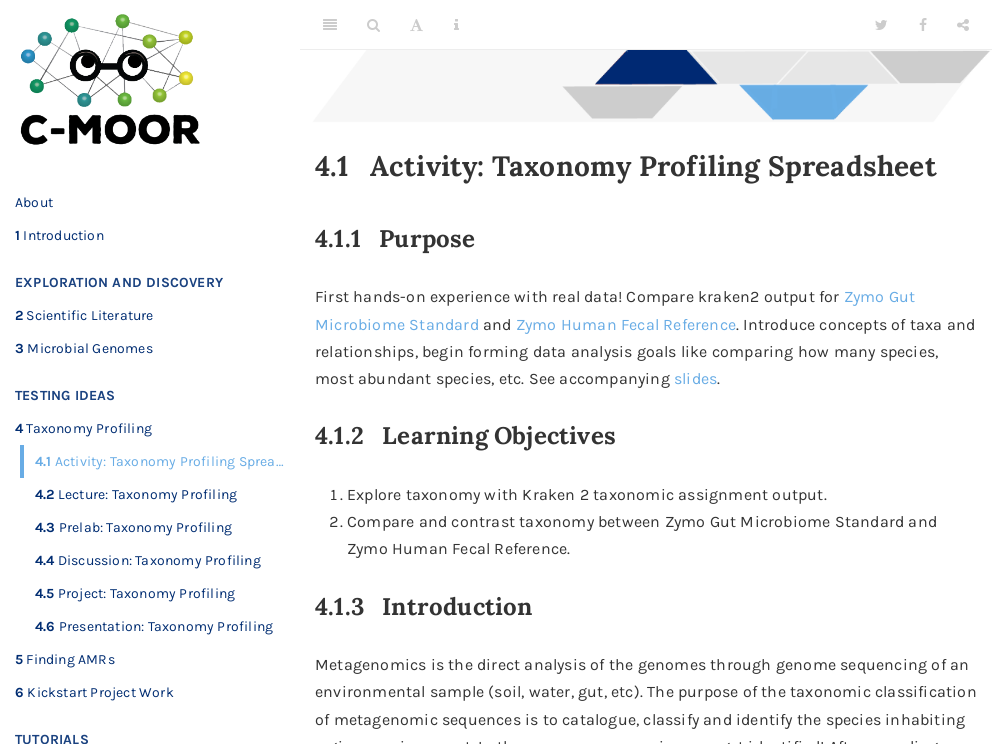 C-MOOR
About
1 Introduction
EXPLORATION AND DISCOVERY
2 Scientific Literature
3 Microbial Genomes
TESTING IDEAS
4 Taxonomy Profiling
4.1 Activity: Taxonomy Profiling Sprea…
4.2 Lecture: Taxonomy Profiling
4.3 Prelab: Taxonomy Profiling
4.4 Discussion: Taxonomy Profiling
4.5 Project: Taxonomy Profiling
4.6 Presentation: Taxonomy Profiling
5 Finding AMRs
6 Kickstart Project Work
TUTORIALS
4.1 Activity: Taxonomy Profiling Spreadsheet
4.1.1 Purpose
First hands-on experience with real data! Compare kraken2 output for Zymo Gut
Microbiome Standard and Zymo Human Fecal Reference. Introduce concepts of taxa and
relationships, begin forming data analysis goals like comparing how many species,
most abundant species, etc. See accompanying slides.
4.1.2 Learning Objectives
1. Explore taxonomy with Kraken 2 taxonomic assignment output.
2. Compare and contrast taxonomy between Zymo Gut Microbiome Standard and
Zymo Human Fecal Reference.
4.1.3 Introduction
Metagenomics is the direct analysis of the genomes through genome sequencing of an
environmental sample (soil, water, gut, etc). The purpose of the taxonomic classification
of metagenomic sequences is to catalogue, classify and identify the species inhabiting